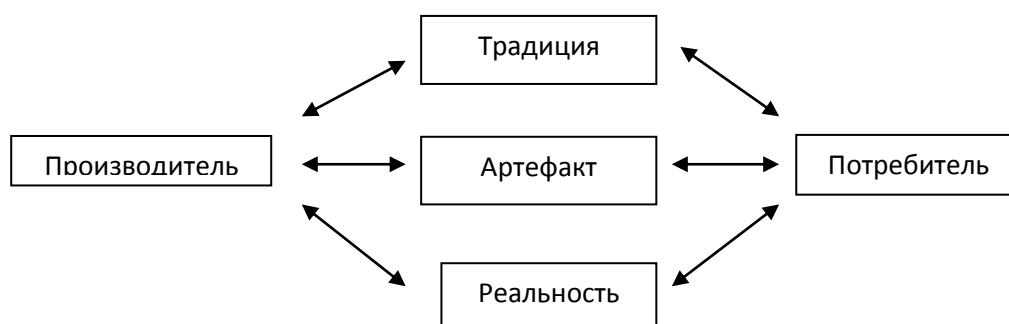 Традиция
Производитель
Артефакт
Потребитель
Реальность